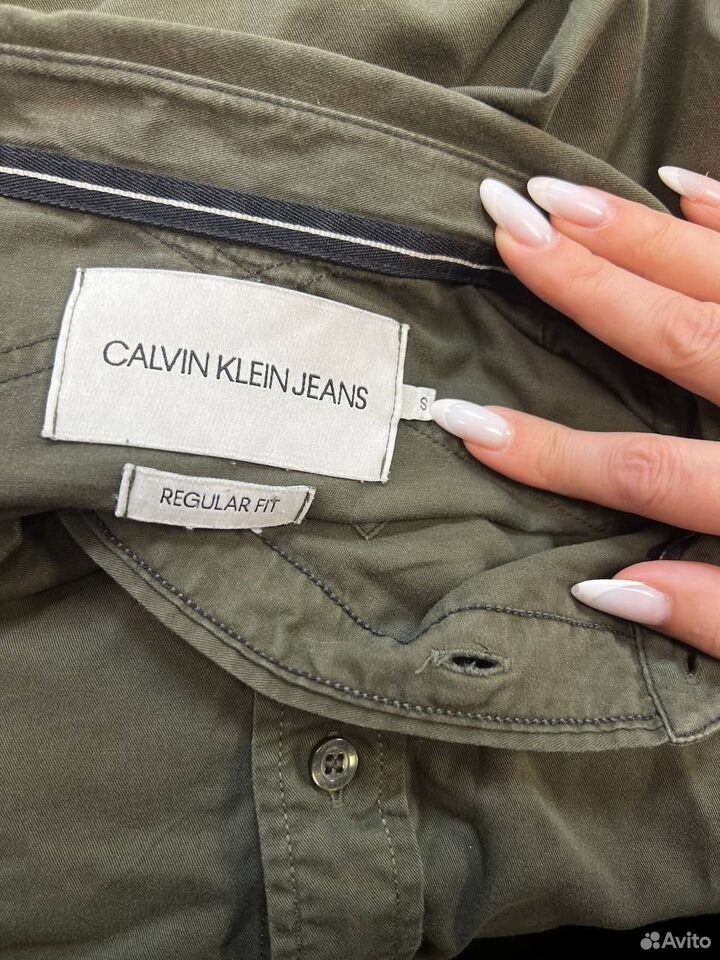 CALVIN KLEIN JEANS
S
REGULAR FIT
Avito